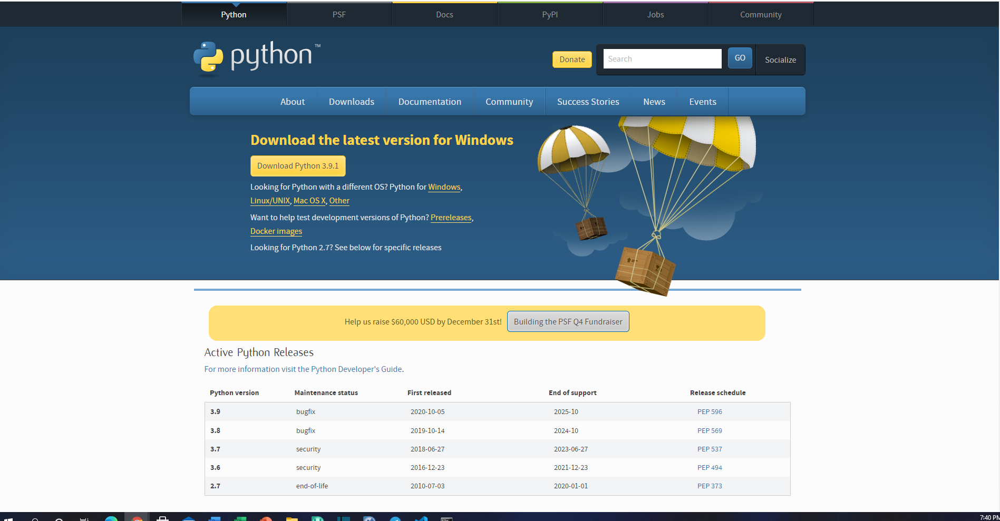 Python PSF Docs PyPI Jobs Community
python™
Donate Search GO Socialize
About Downloads Documentation Community Success Stories News Events
Download the latest version for Windows
Download Python 3.9.1
Looking for Python with a different OS? Python for Windows,
Linux/UNIX, Mac OS X, Other
Want to help test development versions of Python? Prereleases,
Docker images
Looking for Python 2.7? See below for specific releases
Help us raise $60,000 USD by December 31st! Building the PSF Q4 Fundraiser
Active Python Releases
For more information visit the Python Developer's Guide.
Python version Maintenance status First released End of support Release schedule
3.9 bugfix 2020-10-05 2025-10 PEP 596
3.8 bugfix 2019-10-14 2024-10 PEP 569
3.7 security 2018-06-27 2023-06-27 PEP 537
3.6 security 2016-12-23 2021-12-23 PEP 494
2.7 end-of-life 2010-07-03 2020-01-01 PEP 373
7:40 PM